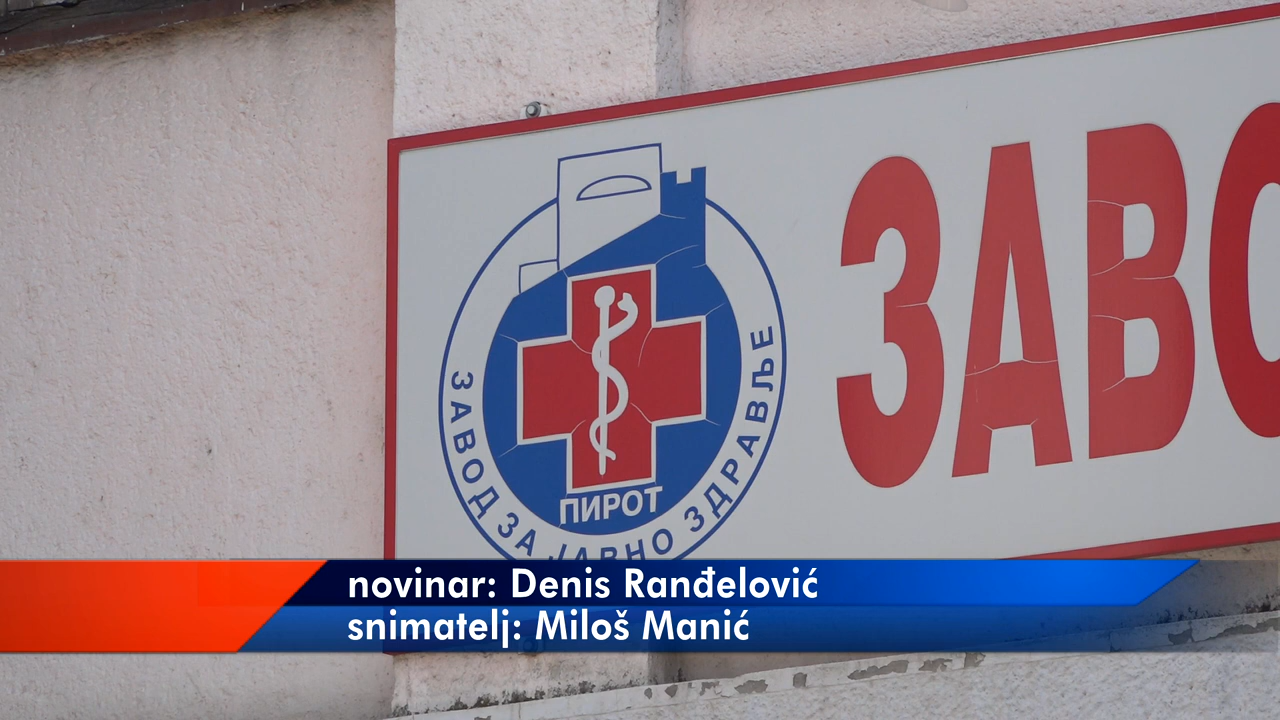 ЗАВОД ЗА ЈАВНО ЗДРАВЉЕ
ПИРОТ
ЗАВО
novinar: Denis Ranđelović
snimatelj: Miloš Manić